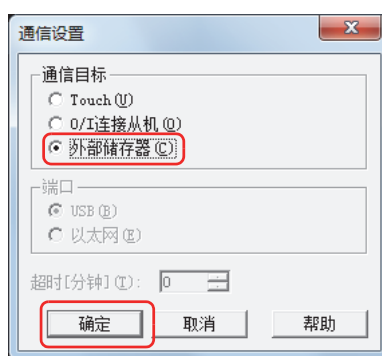 通信设置
通信目标
Touch(U)
O/I连接从机(O)
外部储存器(C)
端口
USB(B)
以太网(E)
超时[分钟](T): 0
确定 取消 帮助